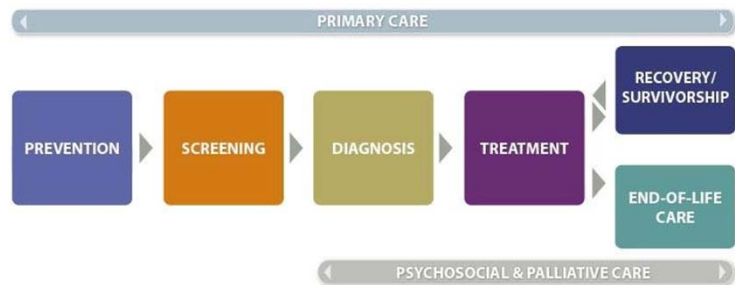 PRIMARY CARE
PREVENTION
SCREENING
DIAGNOSIS
TREATMENT
RECOVERY/
SURVIVORSHIP
END-OF-LIFE
CARE
PSYCHOSOCIAL & PALLIATIVE CARE